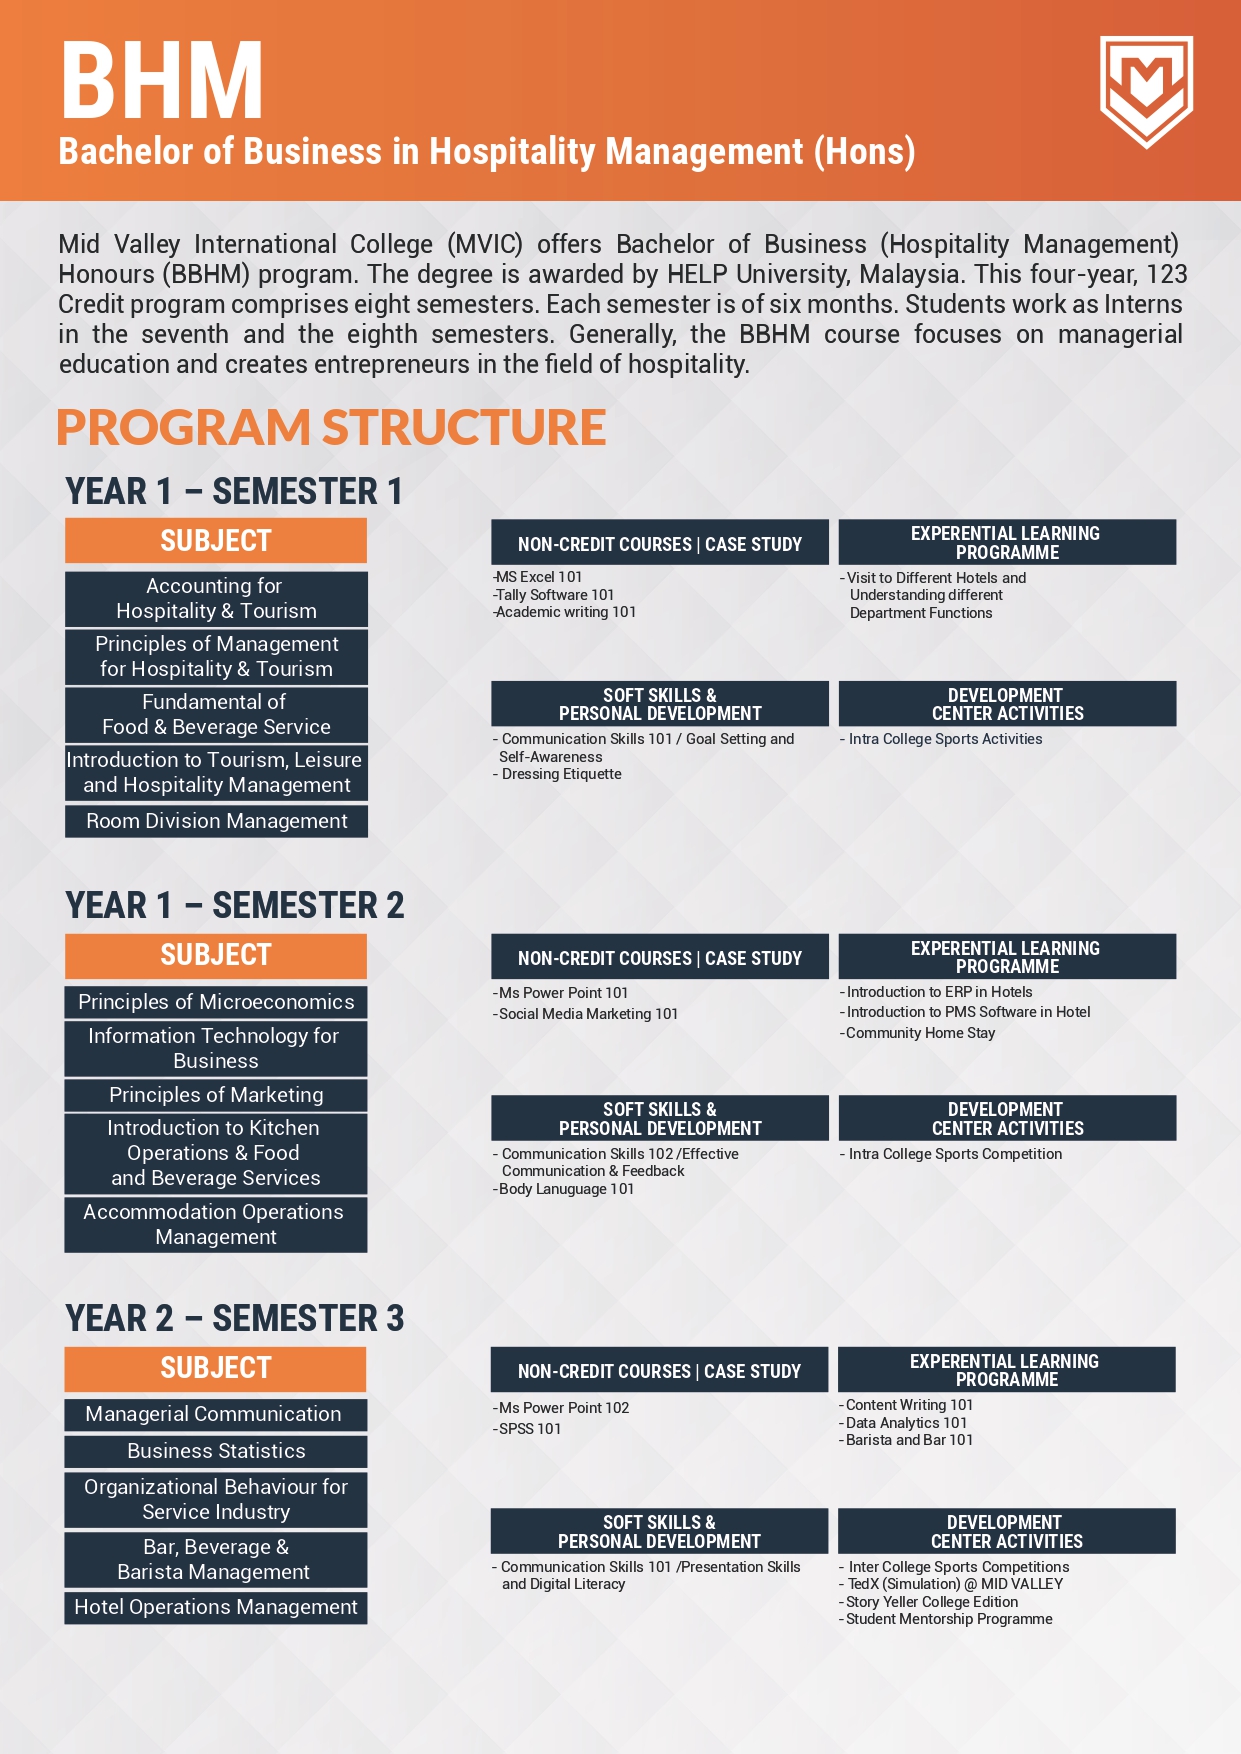 BHM
Bachelor of Business in Hospitality Management (Hons)
Mid Valley International College (MVIC) offers Bachelor of Business (Hospitality Management)
Honours (BBHM) program. The degree is awarded by HELP University, Malaysia. This four-year, 123
Credit program comprises eight semesters. Each semester is of six months. Students work as Interns
in the seventh and the eighth semesters. Generally, the BBHM course focuses on managerial
education and creates entrepreneurs in the field of hospitality.
PROGRAM STRUCTURE
YEAR 1 – SEMESTER 1
SUBJECT
Accounting for
Hospitality & Tourism
Principles of Management
for Hospitality & Tourism
Fundamental of
Food & Beverage Service
Introduction to Tourism, Leisure
and Hospitality Management
Room Division Management
NON-CREDIT COURSES | CASE STUDY
-MS Excel 101
-Tally Software 101
-Academic writing 101
EXPERENTIAL LEARNING
PROGRAMME
-Visit to Different Hotels and
Understanding different
Department Functions
SOFT SKILLS &
PERSONAL DEVELOPMENT
- Communication Skills 101 / Goal Setting and
Self-Awareness
- Dressing Etiquette
DEVELOPMENT
CENTER ACTIVITIES
- Intra College Sports Activities
YEAR 1 – SEMESTER 2
SUBJECT
Principles of Microeconomics
Information Technology for
Business
Principles of Marketing
Introduction to Kitchen
Operations & Food
and Beverage Services
Accommodation Operations
Management
NON-CREDIT COURSES | CASE STUDY
-Ms Power Point 101
-Social Media Marketing 101
EXPERENTIAL LEARNING
PROGRAMME
-Introduction to ERP in Hotels
-Introduction to PMS Software in Hotel
-Community Home Stay
SOFT SKILLS &
PERSONAL DEVELOPMENT
- Communication Skills 102 /Effective
Communication & Feedback
-Body Lanuguage 101
DEVELOPMENT
CENTER ACTIVITIES
- Intra College Sports Competition
YEAR 2 – SEMESTER 3
SUBJECT
Managerial Communication
Business Statistics
Organizational Behaviour for
Service Industry
Bar, Beverage &
Barista Management
Hotel Operations Management
NON-CREDIT COURSES | CASE STUDY
-Ms Power Point 102
-SPSS 101
EXPERENTIAL LEARNING
PROGRAMME
-Content Writing 101
-Data Analytics 101
-Barista and Bar 101
SOFT SKILLS &
PERSONAL DEVELOPMENT
- Communication Skills 101 /Presentation Skills
and Digital Literacy
DEVELOPMENT
CENTER ACTIVITIES
- Inter College Sports Competitions
- TedX (Simulation) @ MID VALLEY
-Story Yeller College Edition
-Student Mentorship Programme